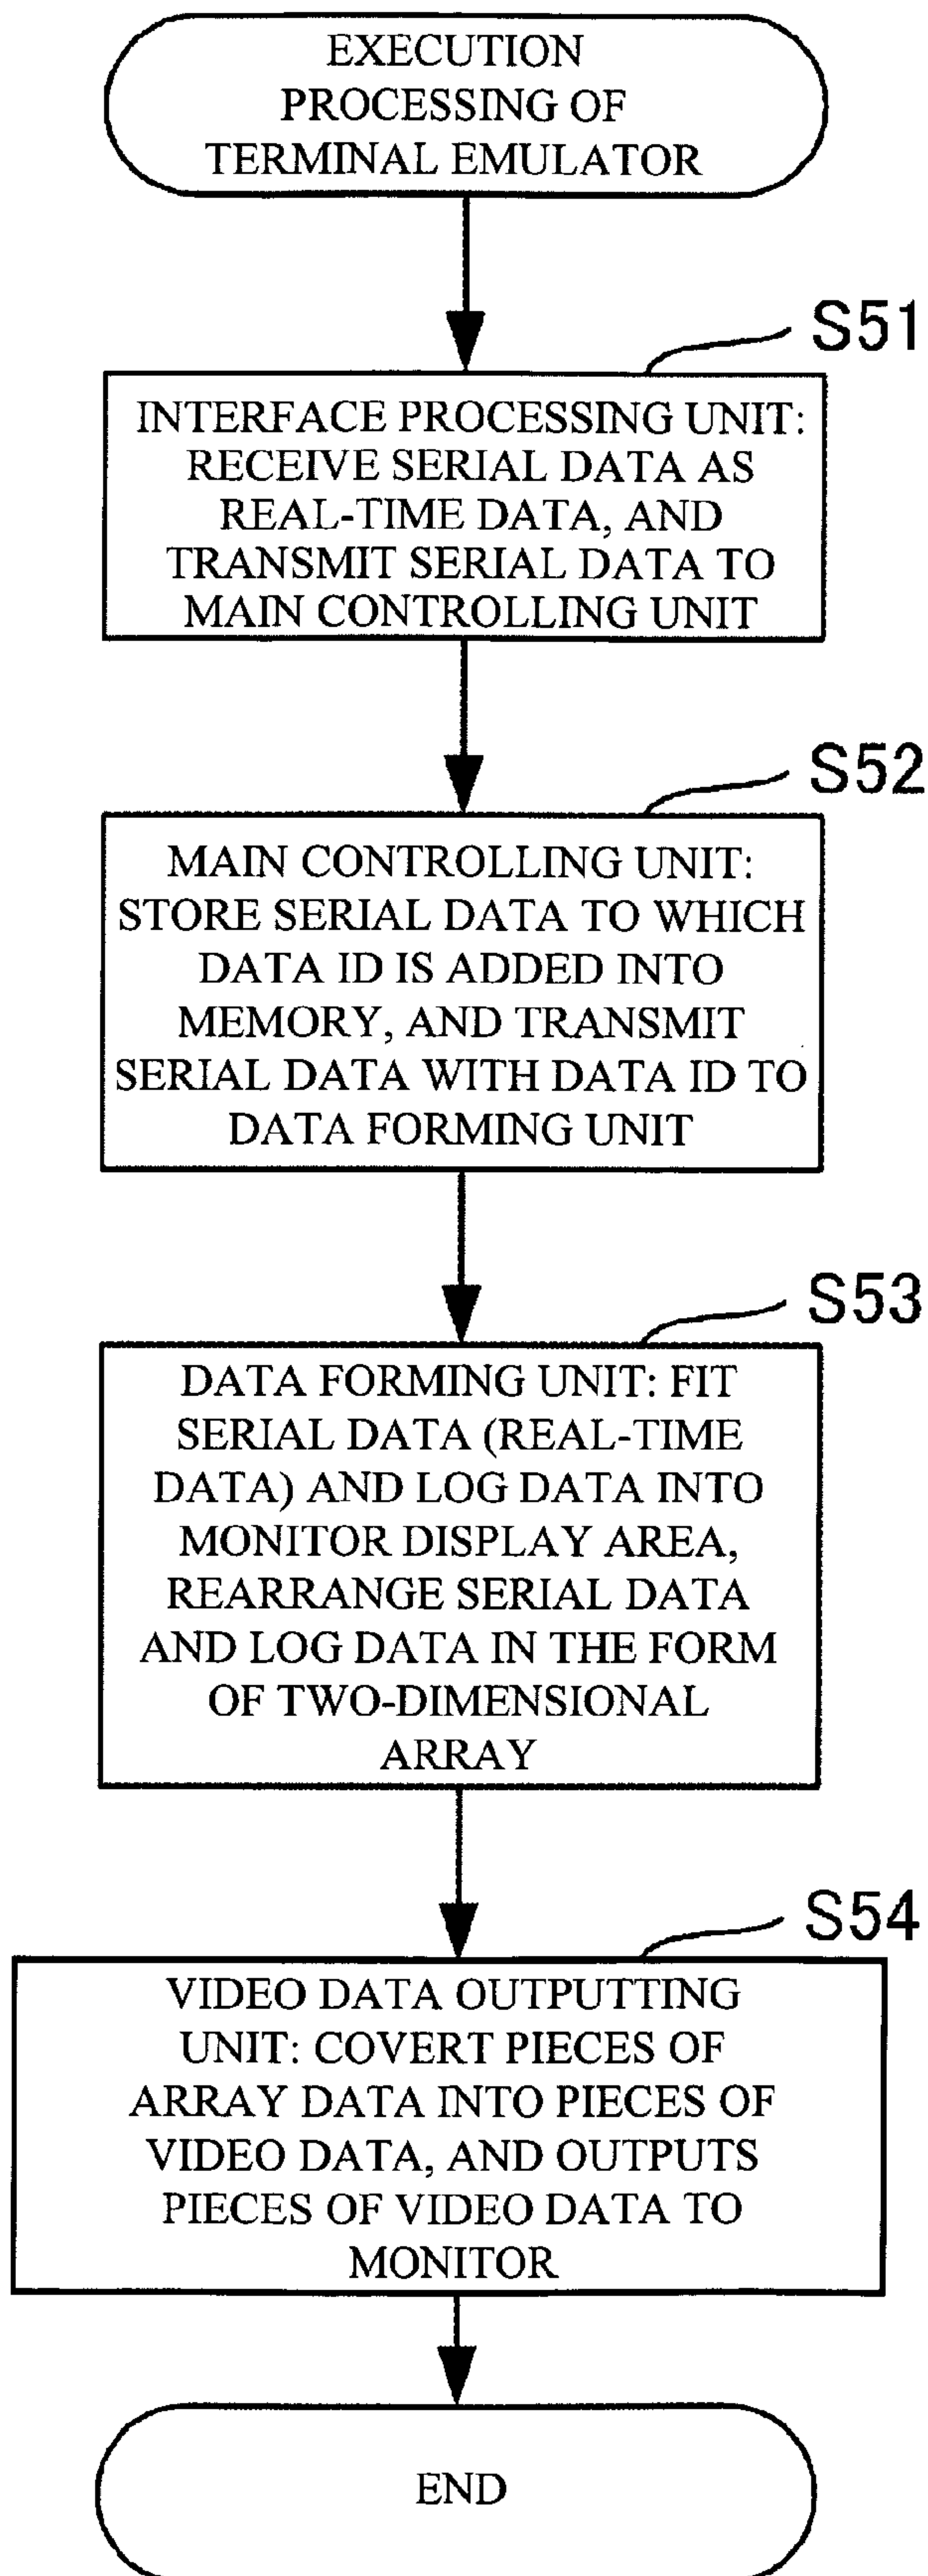 EXECUTION
PROCESSING OF
TERMINAL EMULATOR
S51
INTERFACE PROCESSING UNIT:
RECEIVE SERIAL DATA AS
REAL-TIME DATA, AND
TRANSMIT SERIAL DATA TO
MAIN CONTROLLING UNIT
S52
MAIN CONTROLLING UNIT:
STORE SERIAL DATA TO WHICH
DATA ID IS ADDED INTO
MEMORY, AND TRANSMIT
SERIAL DATA WITH DATA ID TO
DATA FORMING UNIT
S53
DATA FORMING UNIT: FIT
SERIAL DATA (REAL-TIME
DATA) AND LOG DATA INTO
MONITOR DISPLAY AREA,
REARRANGE SERIAL DATA
AND LOG DATA IN THE FORM
OF TWO-DIMENSIONAL
ARRAY
S54
VIDEO DATA OUTPUTTING
UNIT: COVERT PIECES OF
ARRAY DATA INTO PIECES OF
VIDEO DATA, AND OUTPUTS
PIECES OF VIDEO DATA TO
MONITOR
END